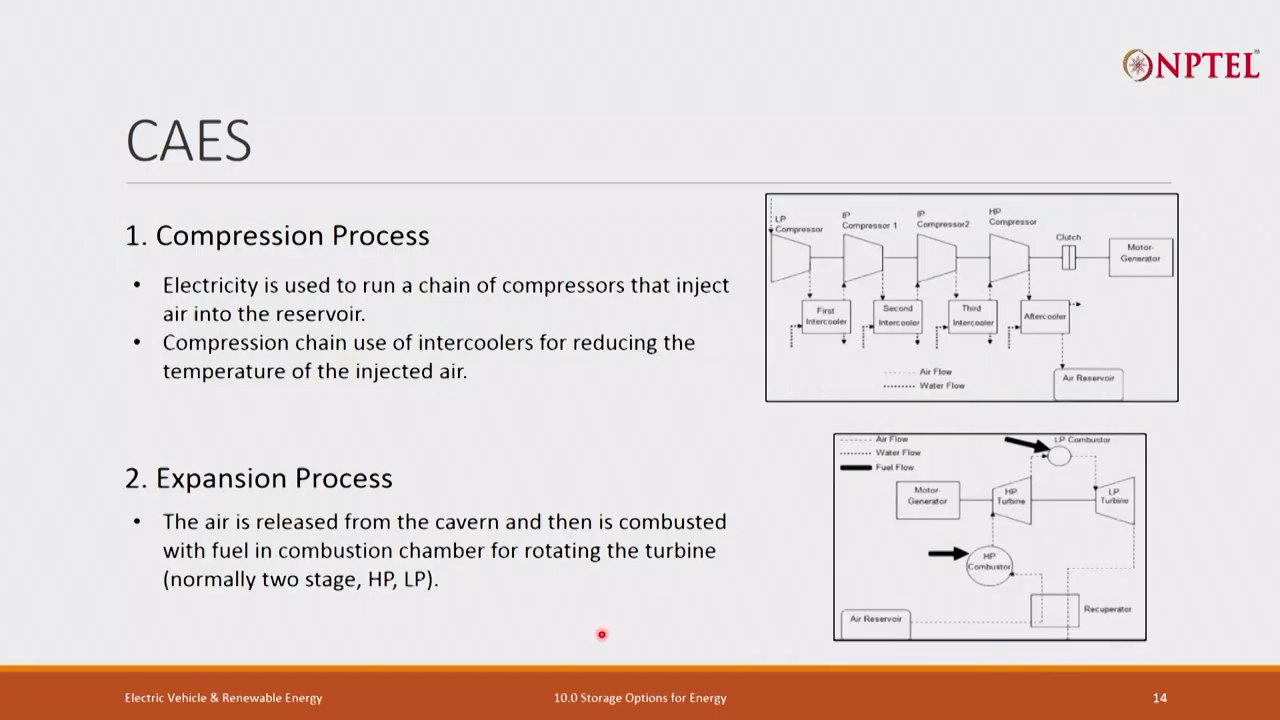 NPTEL
CAES
1. Compression Process
• Electricity is used to run a chain of compressors that inject
air into the reservoir.
• Compression chain use of intercoolers for reducing the
temperature of the injected air.
LP
Compressor
IP
Compressor 1
IP
Compressor2
HP
Compressor
Clutch
Motor-
Generator
First
Intercooler
Second
Intercooler
Third
Intercooler
Aftercooler
Air Flow
Water Flow
Air Reservoir
2. Expansion Process
• The air is released from the cavern and then is combusted
with fuel in combustion chamber for rotating the turbine
(normally two stage, HP, LP).
Air Flow
Water Flow
Fuel Flow
LP Combustor
Motor-
Generator
HP
Turbine
LP
Turbine
HP
Combustor
Recuperator
Air Reservoir
Electric Vehicle & Renewable Energy
10.0 Storage Options for Energy
14